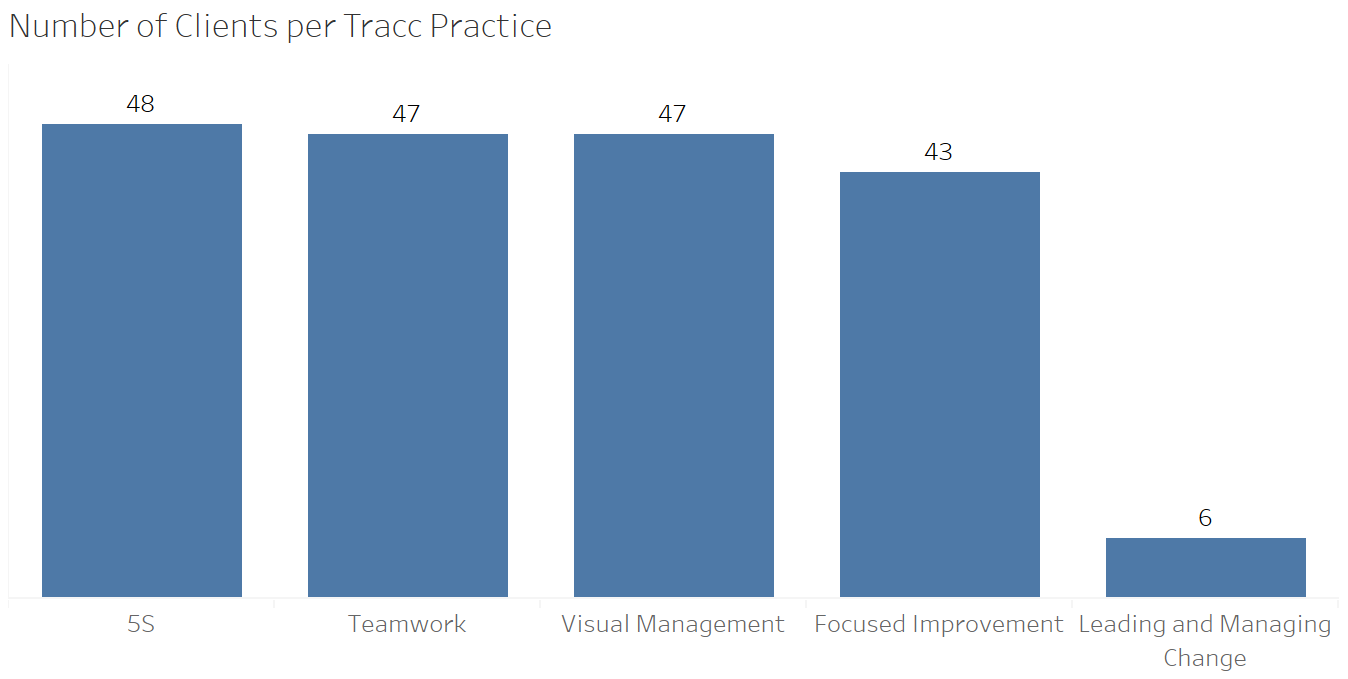 Number of Clients per Tracc Practice
48
47
47
43
6
5S
Teamwork
Visual Management
Focused Improvement
Leading and Managing
Change